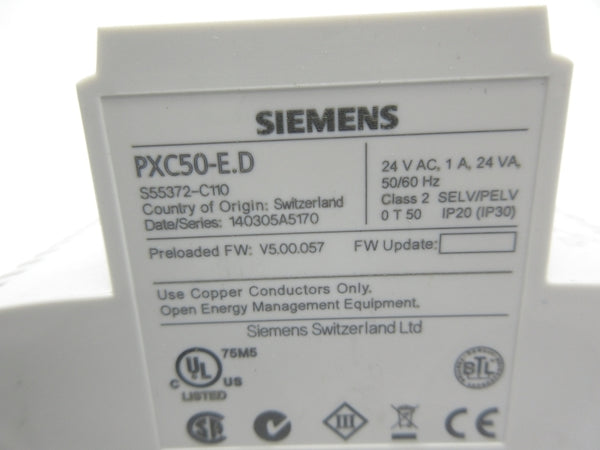 SIEMENS
PXC50-E.D
S55372-C110
Country of Origin: Switzerland
Date/Series: 140305A5170
24 V AC, 1 A, 24 VA,
50/60 Hz
Class 2 SELV/PELV
0 T 50 IP20 (IP30)
Preloaded FW: V5.00.057 FW Update:
Use Copper Conductors Only.
Open Energy Management Equipment.
Siemens Switzerland Ltd
75M5
C UL US
LISTED
BTL
III
CE